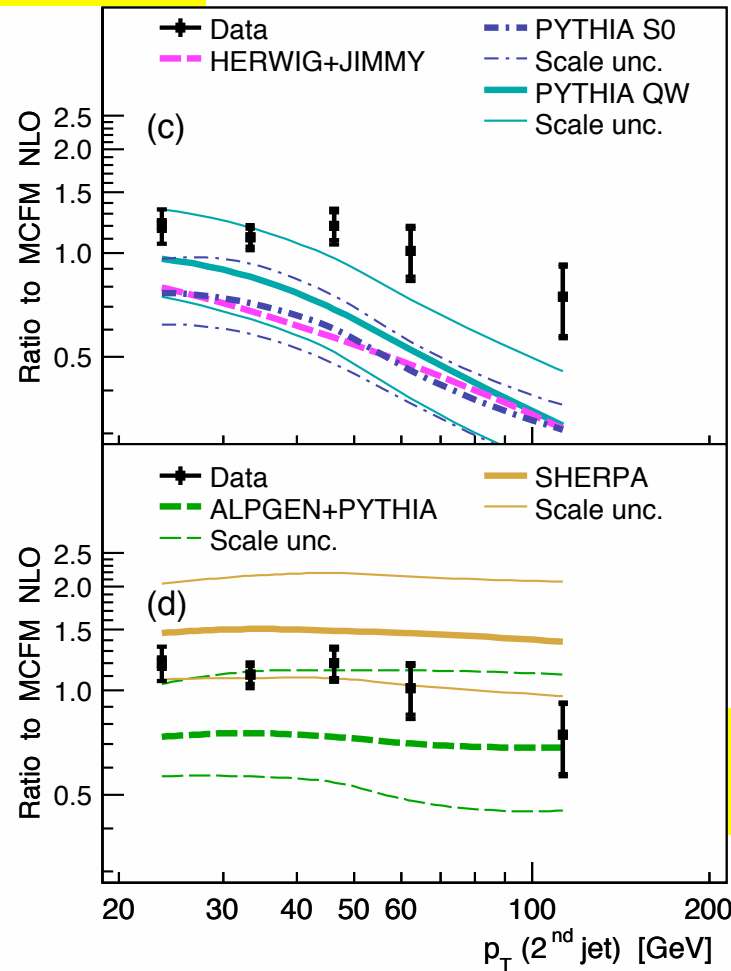 Data
HERWIG+JIMMY
PYTHIA S0
Scale unc.
PYTHIA QW
Scale unc.
(c)
Ratio to MCFM NLO
2.5
2.0
1.5
1.0
0.5
Data
ALPGEN+PYTHIA
Scale unc.
SHERPA
Scale unc.
(d)
Ratio to MCFM NLO
2.5
2.0
1.5
1.0
0.5
20 30 40 50 60 100 200
p_T (2^nd jet) [GeV]